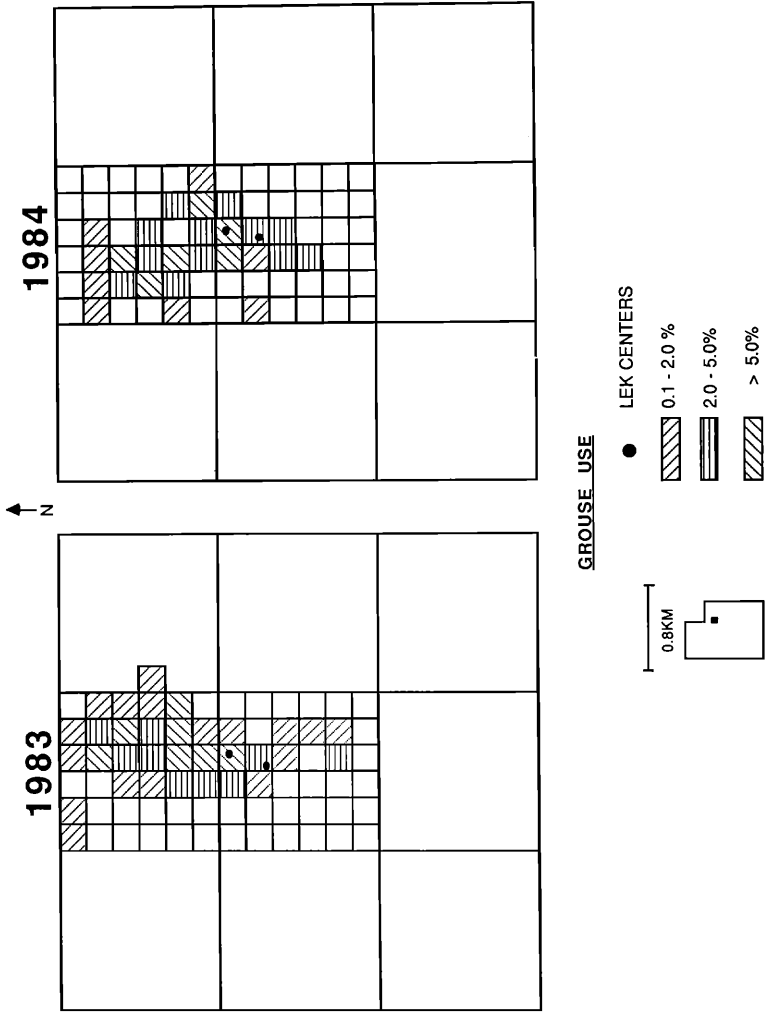 1983
1984
N
GROUSE USE
LEK CENTERS
0.1 - 2.0 %
2.0 - 5.0%
> 5.0%
0.8KM